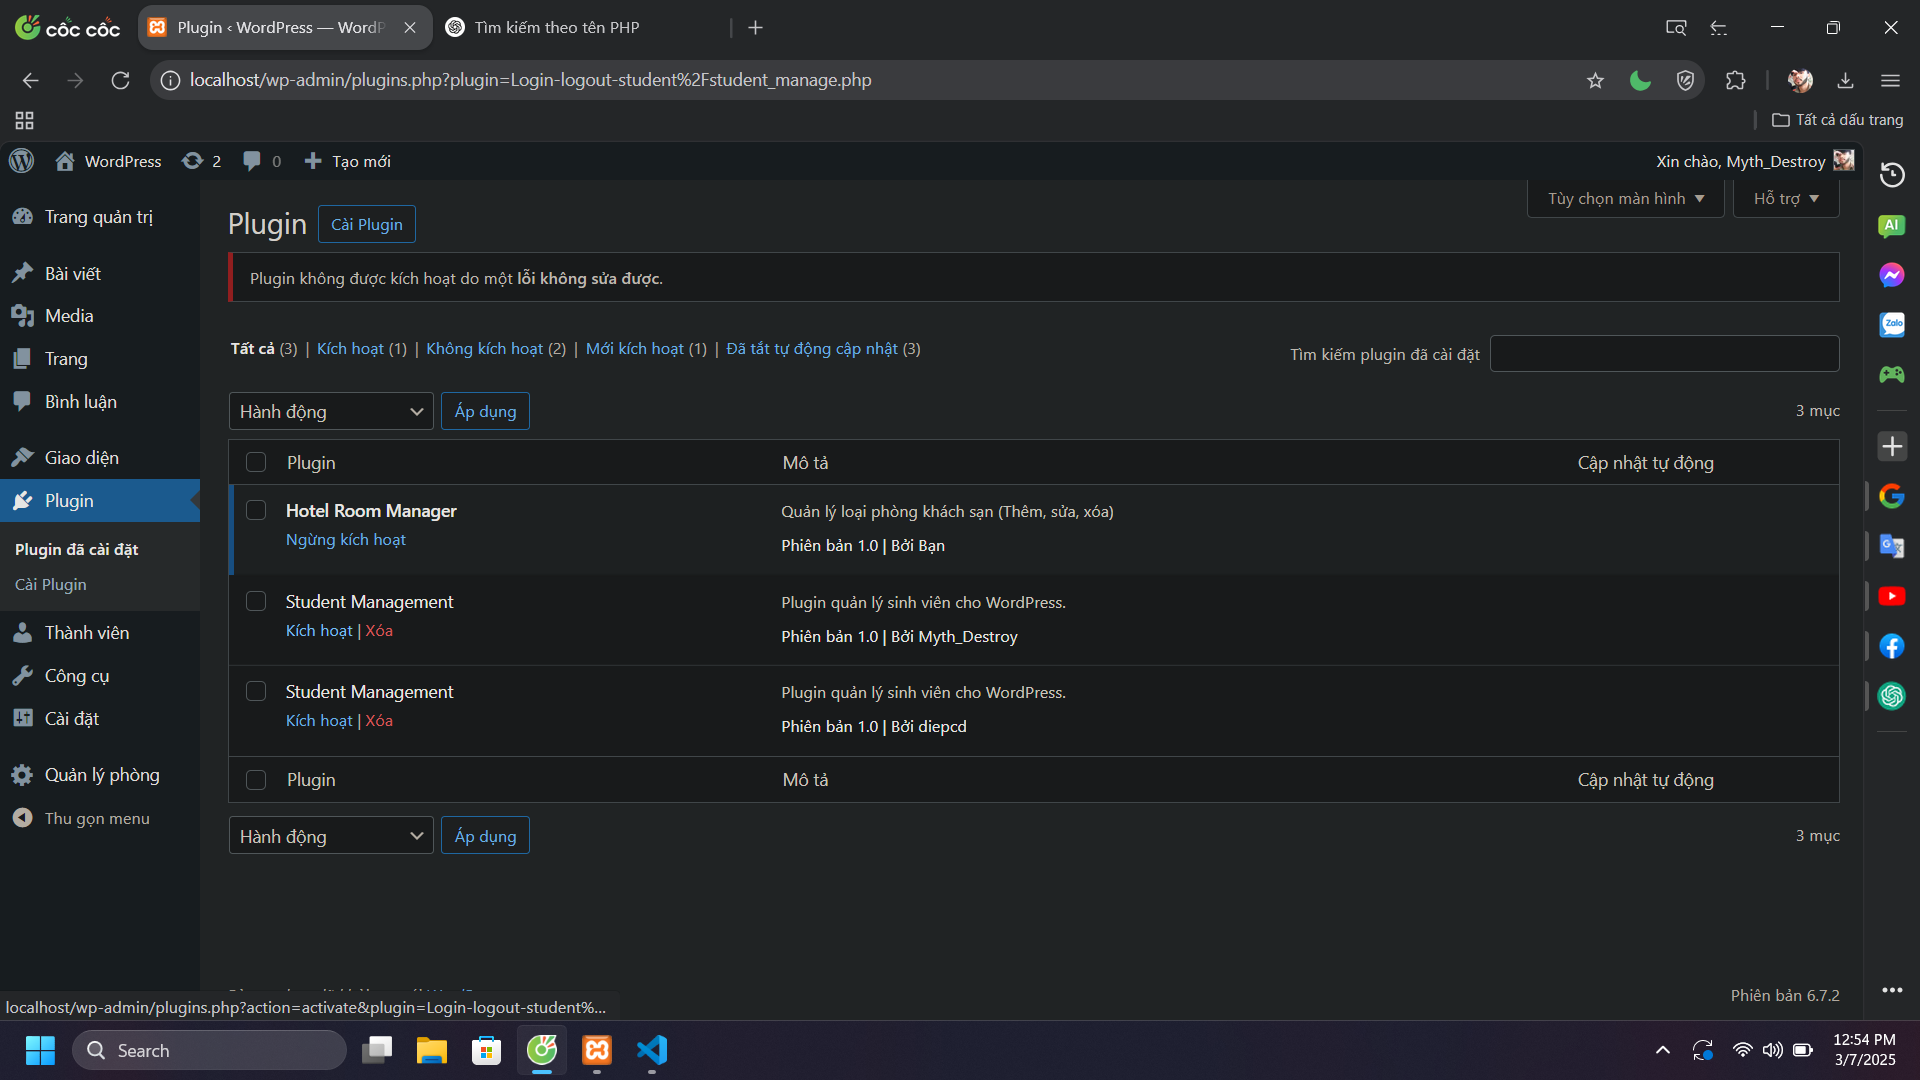 cốc cốc
Plugin ‹ WordPress — WordP
Tìm kiếm theo tên PHP
localhost/wp-admin/plugins.php?plugin=Login-logout-student%2Fstudent_manage.php
Tất cả dấu trang
WordPress
2
0
Tạo mới
Xin chào, Myth_Destroy
Trang quản trị
Bài viết
Media
Trang
Bình luận
Giao diện
Plugin
Plugin đã cài đặt
Cài Plugin
Thành viên
Công cụ
Cài đặt
Quản lý phòng
Thu gọn menu
Tùy chọn màn hình
Hỗ trợ
Plugin
Cài Plugin
Plugin không được kích hoạt do một lỗi không sửa được.
Tất cả (3) | Kích hoạt (1) | Không kích hoạt (2) | Mới kích hoạt (1) | Đã tắt tự động cập nhật (3)
Tìm kiếm plugin đã cài đặt
Hành động
Áp dụng
3 mục
Plugin
Mô tả
Cập nhật tự động
Hotel Room Manager
Ngừng kích hoạt
Quản lý loại phòng khách sạn (Thêm, sửa, xóa)
Phiên bản 1.0 | Bởi Bạn
Student Management
Kích hoạt | Xóa
Plugin quản lý sinh viên cho WordPress.
Phiên bản 1.0 | Bởi Myth_Destroy
Student Management
Kích hoạt | Xóa
Plugin quản lý sinh viên cho WordPress.
Phiên bản 1.0 | Bởi diepcd
Plugin
Mô tả
Cập nhật tự động
Hành động
Áp dụng
3 mục
Phiên bản 6.7.2
localhost/wp-admin/plugins.php?action=activate&plugin=Login-logout-student%...
AI
Zalo
Search
12:54 PM
3/7/2025